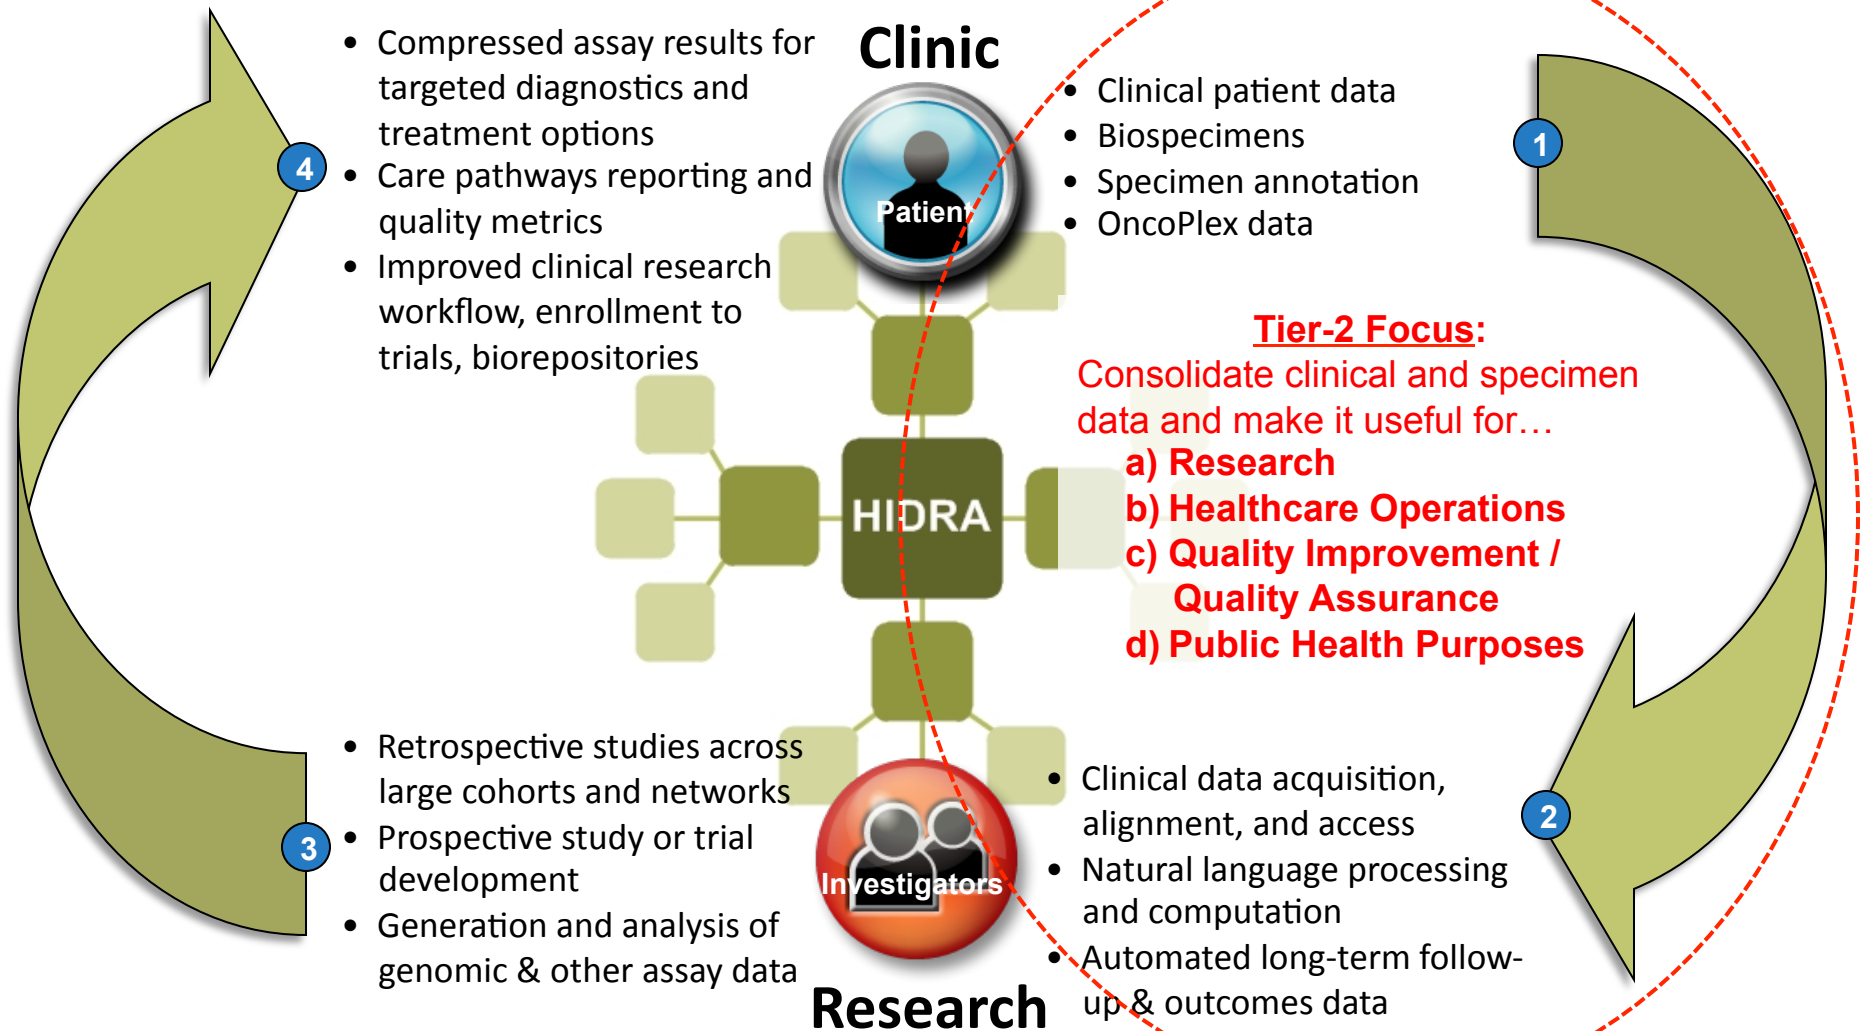 Clinic
• Compressed assay results for
targeted diagnostics and
treatment options
• Care pathways reporting and
quality metrics
• Improved clinical research
workflow, enrollment to
trials, biorepositories
4
Patient
• Clinical patient data
• Biospecimens
• Specimen annotation
• OncoPlex data
1
Tier-2 Focus:
Consolidate clinical and specimen
data and make it useful for…
a) Research
b) Healthcare Operations
c) Quality Improvement /
Quality Assurance
d) Public Health Purposes
HIDRA
• Retrospective studies across
large cohorts and networks
• Prospective study or trial
development
• Generation and analysis of
genomic & other assay data
3
Investigators
• Clinical data acquisition,
alignment, and access
• Natural language processing
and computation
• Automated long-term follow-
up & outcomes data
2
Research